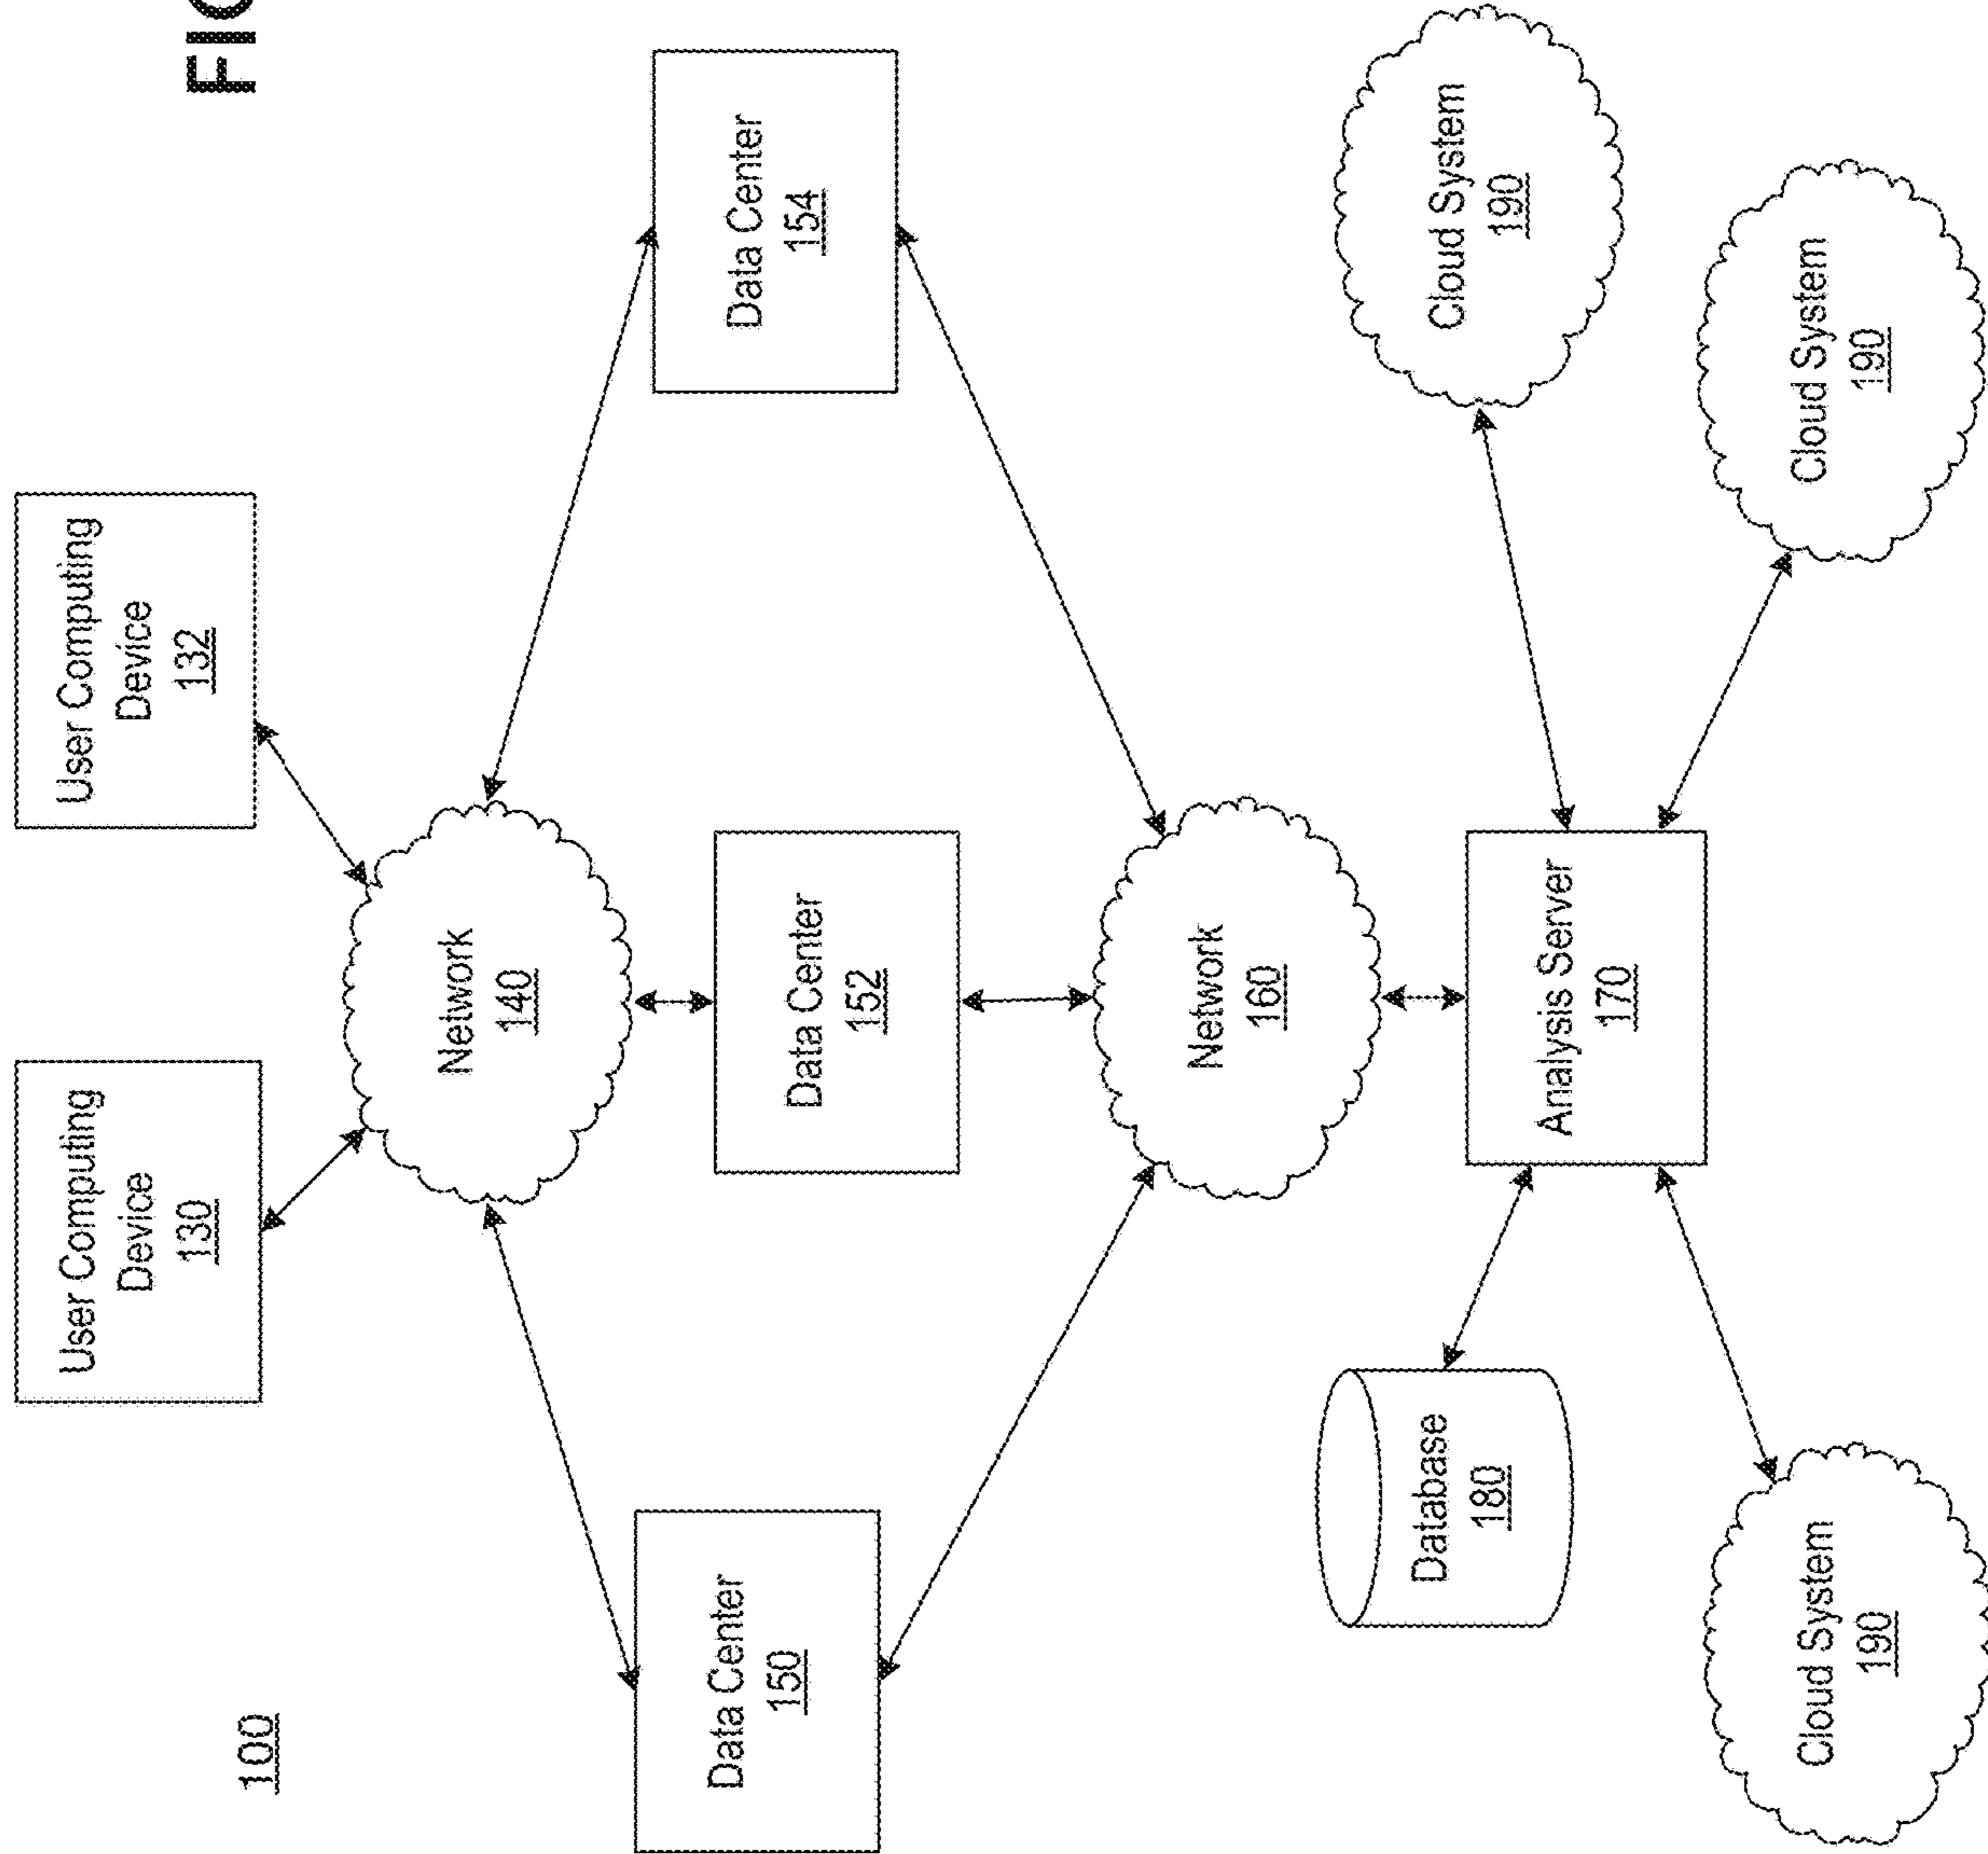 100
FIG
User Computing
Device
130
User Computing
Device
132
Network
140
Data Center
150
Data Center
152
Data Center
154
Network
160
Database
180
Analysis Server
170
Cloud System
190
Cloud System
190
Cloud System
190